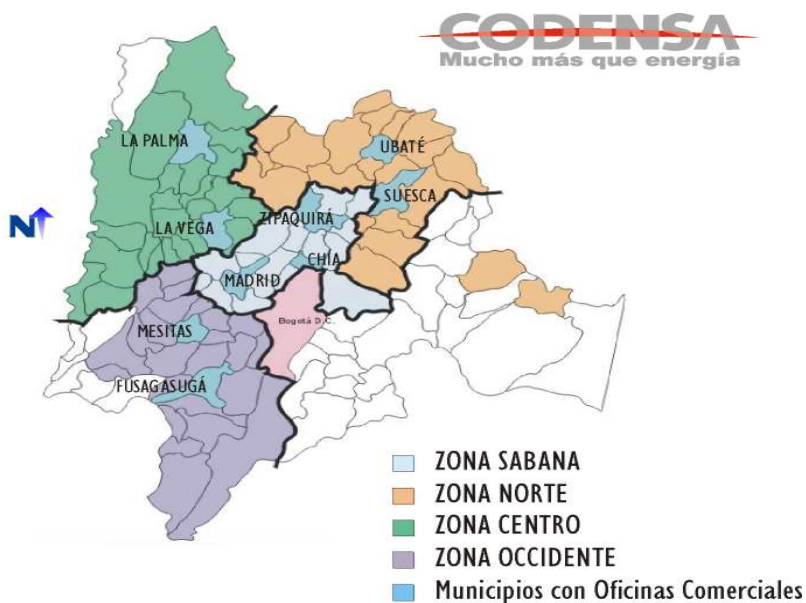 CODENSA
Mucho más que energía
LA PALMA
UBATÉ
SUESCA
LA VEGA
ZIPAQUIRÁ
N
CHÍA
MADRID
Bogotá D.C.
MESITAS
FUSAGASUGÁ
ZONA SABANA
ZONA NORTE
ZONA CENTRO
ZONA OCCIDENTE
Municipios con Oficinas Comerciales